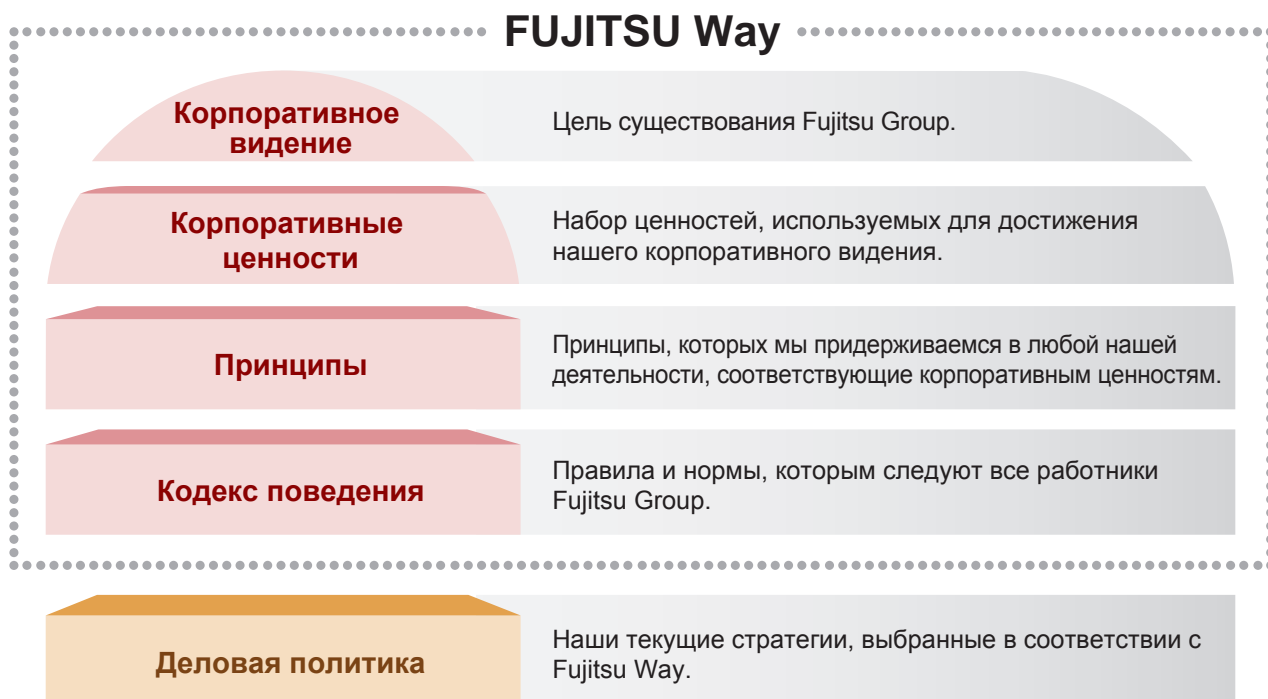 FUJITSU Way
Корпоративное
видение
Цель существования Fujitsu Group.
Корпоративные
ценности
Набор ценностей, используемых для достижения
нашего корпоративного видения.
Принципы
Принципы, которых мы придерживаемся в любой нашей
деятельности, соответствующие корпоративным ценностям.
Кодекс поведения
Правила и нормы, которым следуют все работники
Fujitsu Group.
Деловая политика
Наши текущие стратегии, выбранные в соответствии с
Fujitsu Way.